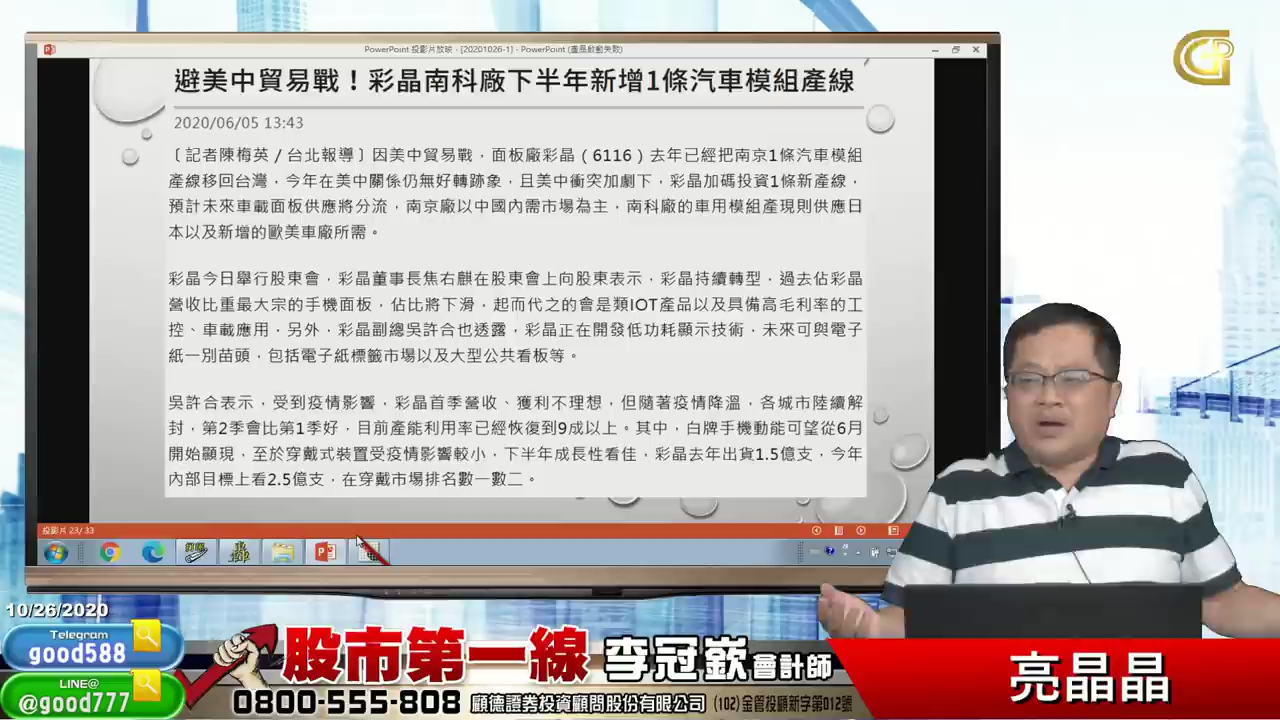 PowerPoint 投影片放映 - [20201026-1] - PowerPoint (產品啟動失敗)
避美中貿易戰！彩晶南科廠下半年新增1條汽車模組產線
2020/06/05 13:43
〔記者陳梅英／台北報導〕因美中貿易戰，面板廠彩晶（6116）去年已經把南京1條汽車模組
產線移回台灣，今年在美中關係仍無好轉跡象，且美中衝突加劇下，彩晶加碼投資1條新產線，
預計未來車載面板供應將分流，南京廠以中國內需市場為主，南科廠的車用模組產現則供應日
本以及新增的歐美車廠所需。
彩晶今日舉行股東會，彩晶董事長焦右麒在股東會上向股東表示，彩晶持續轉型，過去佔彩晶
營收比重最大宗的手機面板，佔比將下滑，起而代之的會是類IOT產品以及具備高毛利率的工
控、車載應用，另外，彩晶副總吳許合也透露，彩晶正在開發低功耗顯示技術，未來可與電子
紙一別苗頭，包括電子紙標籤市場以及大型公共看板等。
吳許合表示，受到疫情影響，彩晶首季營收、獲利不理想，但隨著疫情降溫，各城市陸續解
封，第2季會比第1季好，目前產能利用率已經恢復到9成以上。其中，白牌手機動能可望從6月
開始顯現，至於穿戴式裝置受疫情影響較小，下半年成長性看佳，彩晶去年出貨1.5億支，今年
內部目標上看2.5億支，在穿戴市場排名數一數二。
投影片 23/33
10/26/2020
Telegram
good588
LINE@
@good777
股市第一線 李冠嶔會計師
0800-555-808 顧德證券投資顧問股份有限公司 (102)金管投顧新字第012號
亮晶晶